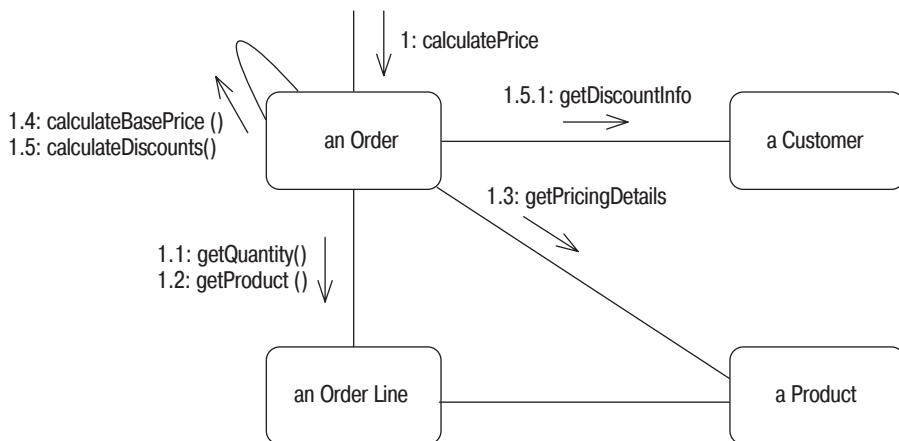 1: calculatePrice
1.5.1: getDiscountInfo
1.4: calculateBasePrice ()
1.5: calculateDiscounts()
an Order
a Customer
1.3: getPricingDetails
1.1: getQuantity()
1.2: getProduct ()
an Order Line
a Product